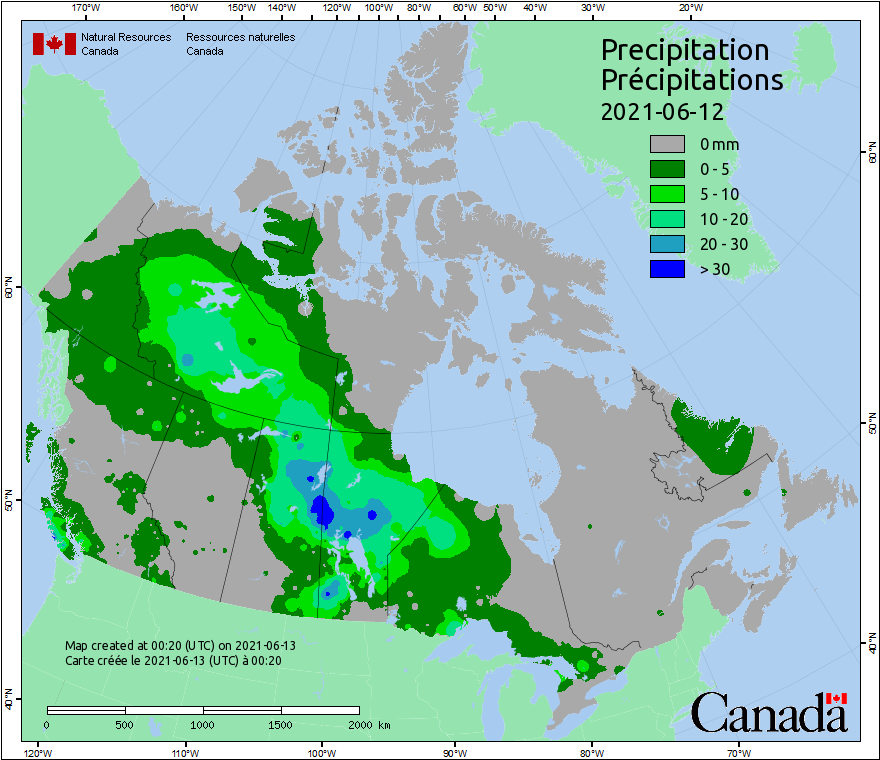 170°W 160°W 150°W 140°W 130°W 120°W 110°W 100°W 90°W 80°W 70°W 60°W 50°W 40°W 30°W 20°W
Natural Resources Ressources naturelles
Canada Canada
Precipitation
Précipitations
2021-06-12
0 mm
0 - 5
5 - 10
10 - 20
20 - 30
> 30
60°N 60°N
50°N 50°N
40°N 40°N
Map created at 00:20 (UTC) on 2021-06-13
Carte créée le 2021-06-13 (UTC) à 00:20
0 500 1000 1500 2000 km
Canada
120°W 110°W 100°W 90°W 80°W 70°W